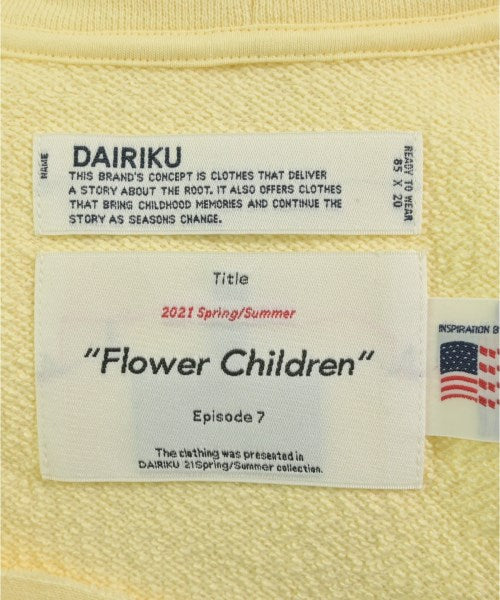 NAME
DAIRIKU
THIS BRAND'S CONCEPT IS CLOTHES THAT DELIVER
A STORY ABOUT THE ROOT. IT ALSO OFFERS CLOTHES
THAT BRING CHILDHOOD MEMORIES AND CONTINUE THE
STORY AS SEASONS CHANGE.
READY TO WEAR
85 X 20
Title
2021 Spring/Summer
"Flower Children"
Episode 7
The clothing was presented in
DAIRIKU 21Spring/Summer collection.
INSPIRATION B